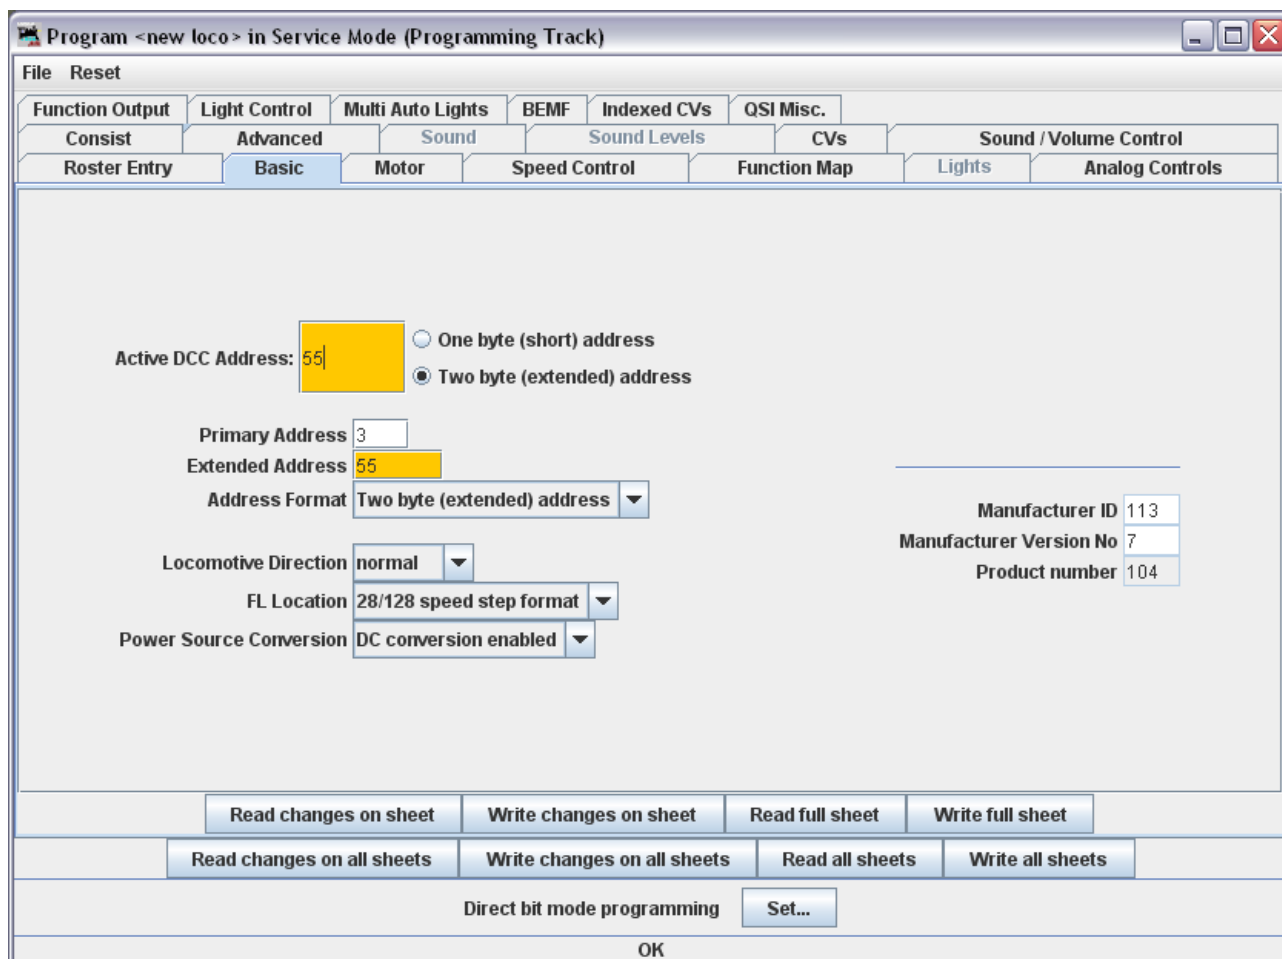 Program <new loco> in Service Mode (Programming Track)
File Reset
Function Output Light Control Multi Auto Lights BEMF Indexed CVs QSI Misc.
Consist Advanced Sound Sound Levels CVs Sound / Volume Control
Roster Entry Basic Motor Speed Control Function Map Lights Analog Controls
One byte (short) address
Active DCC Address: 55
Two byte (extended) address
Primary Address 3
Extended Address 55
Address Format Two byte (extended) address
Manufacturer ID 113
Manufacturer Version No 7
Locomotive Direction normal
Product number 104
FL Location 28/128 speed step format
Power Source Conversion DC conversion enabled
Read changes on sheet Write changes on sheet Read full sheet Write full sheet
Read changes on all sheets Write changes on all sheets Read all sheets Write all sheets
Direct bit mode programming Set...
OK